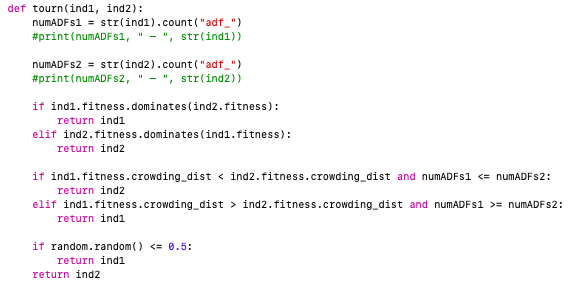 def tourn(ind1, ind2):
    numADFs1 = str(ind1).count("adf_")
    #print(numADFs1, " — ", str(ind1))

    numADFs2 = str(ind2).count("adf_")
    #print(numADFs2, " — ", str(ind2))

    if ind1.fitness.dominates(ind2.fitness):
        return ind1
    elif ind2.fitness.dominates(ind1.fitness):
        return ind2

    if ind1.fitness.crowding_dist < ind2.fitness.crowding_dist and numADFs1 <= numADFs2:
        return ind2
    elif ind1.fitness.crowding_dist > ind2.fitness.crowding_dist and numADFs1 >= numADFs2:
        return ind1

    if random.random() <= 0.5:
        return ind1
    return ind2